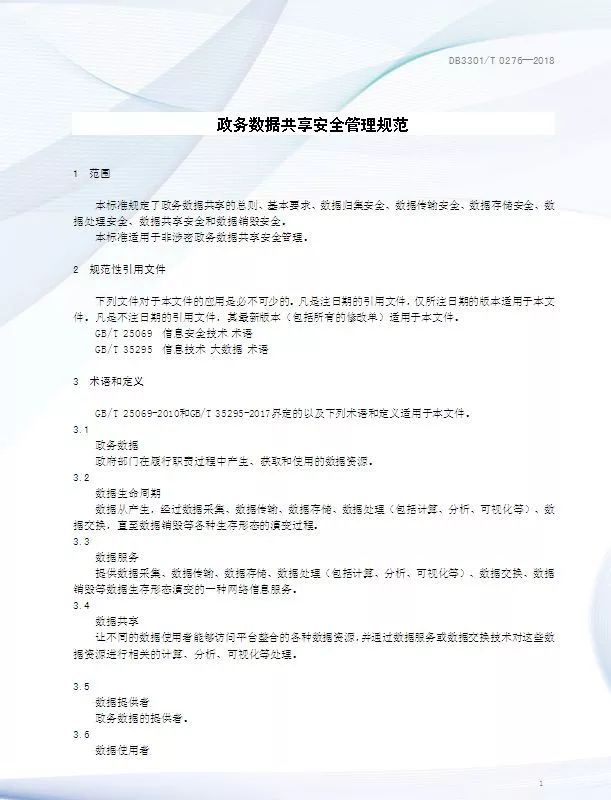 DB3301/T 0276—2018
政务数据共享安全管理规范
1 范围
本标准规定了政务数据共享的总则、基本要求、数据归集安全、数据传输安全、数据存储安全、数
据处理安全、数据共享安全和数据销毁安全。
本标准适用于非涉密政务数据共享安全管理。
2 规范性引用文件
下列文件对于本文件的应用是必不可少的。凡是注日期的引用文件，仅所注日期的版本适用于本文
件。凡是不注日期的引用文件，其最新版本（包括所有的修改单）适用于本文件。
GB/T 25069 信息安全技术 术语
GB/T 35295 信息技术 大数据 术语
3 术语和定义
GB/T 25069-2010和GB/T 35295-2017界定的以及下列术语和定义适用于本文件。
3.1
政务数据
政府部门在履行职责过程中产生、获取和使用的数据资源。
3.2
数据生命周期
数据从产生，经过数据采集、数据传输、数据存储、数据处理（包括计算、分析、可视化等）、数
据交换，直至数据销毁等各种生存形态的演变过程。
3.3
数据服务
提供数据采集、数据传输、数据存储、数据处理（包括计算、分析、可视化等）、数据交换、数据
销毁等数据生存形态演变的一种网络信息服务。
3.4
数据共享
让不同的数据使用者能够访问平台整合的各种数据资源，并通过数据服务或数据交换技术对这些数
据资源进行相关的计算、分析、可视化等处理。
3.5
数据提供者
政务数据的提供者。
3.6
数据使用者
1